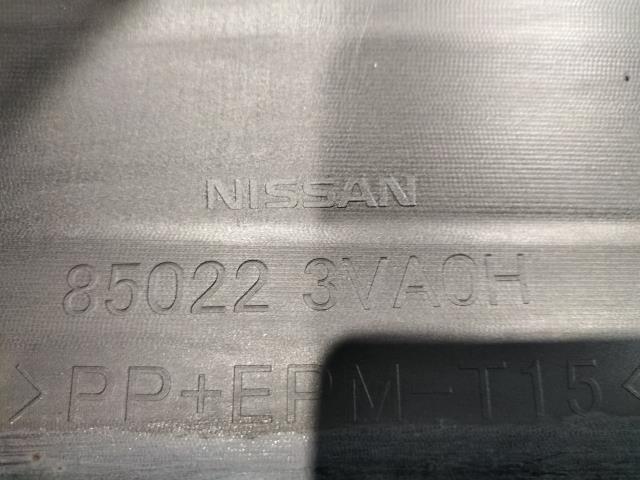 NISSAN
85022 3VA0H
>PP+EPM-T15<